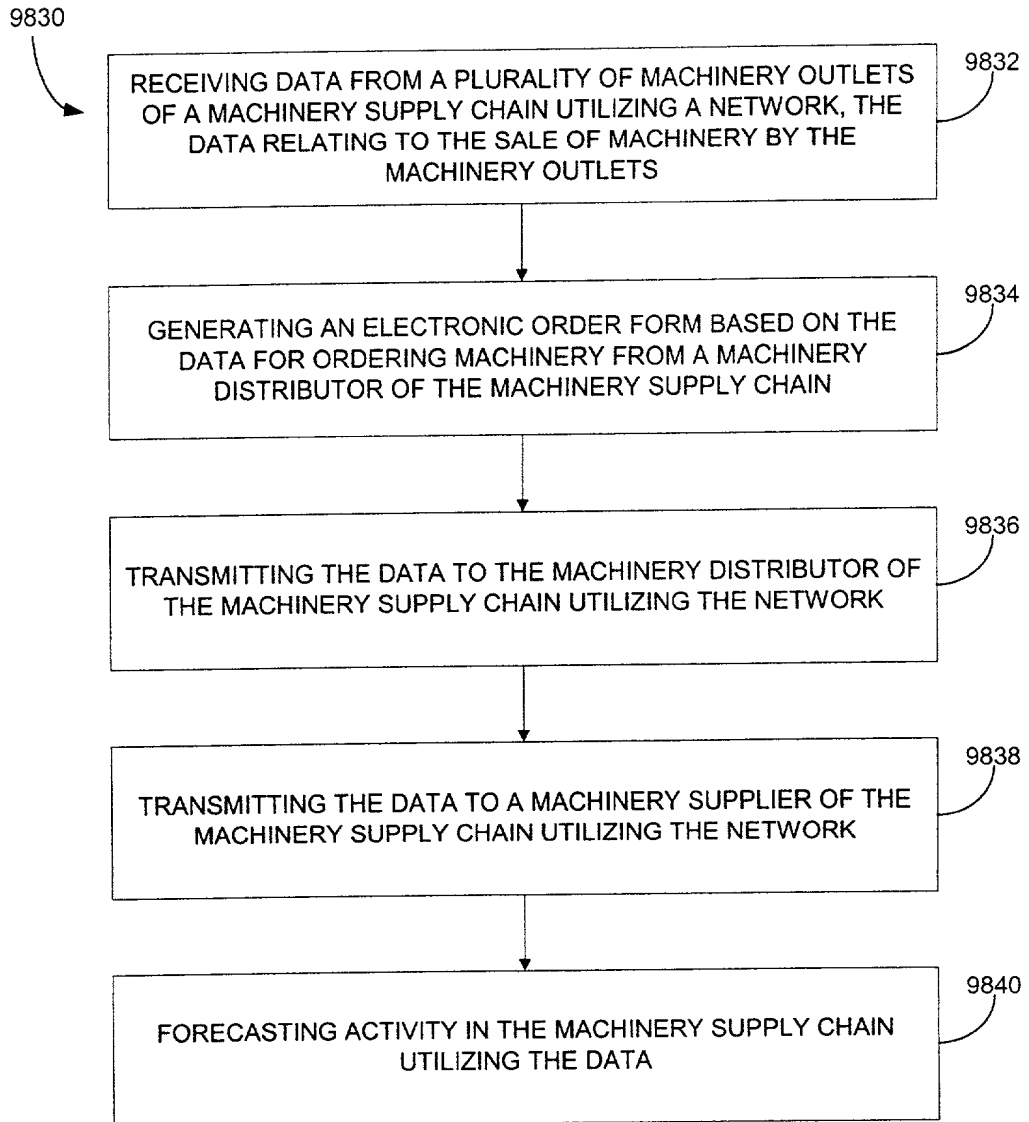 9830
9832
RECEIVING DATA FROM A PLURALITY OF MACHINERY OUTLETS
OF A MACHINERY SUPPLY CHAIN UTILIZING A NETWORK, THE
DATA RELATING TO THE SALE OF MACHINERY BY THE
MACHINERY OUTLETS
9834
GENERATING AN ELECTRONIC ORDER FORM BASED ON THE
DATA FOR ORDERING MACHINERY FROM A MACHINERY
DISTRIBUTOR OF THE MACHINERY SUPPLY CHAIN
9836
TRANSMITTING THE DATA TO THE MACHINERY DISTRIBUTOR OF
THE MACHINERY SUPPLY CHAIN UTILIZING THE NETWORK
9838
TRANSMITTING THE DATA TO A MACHINERY SUPPLIER OF THE
MACHINERY SUPPLY CHAIN UTILIZING THE NETWORK
9840
FORECASTING ACTIVITY IN THE MACHINERY SUPPLY CHAIN
UTILIZING THE DATA